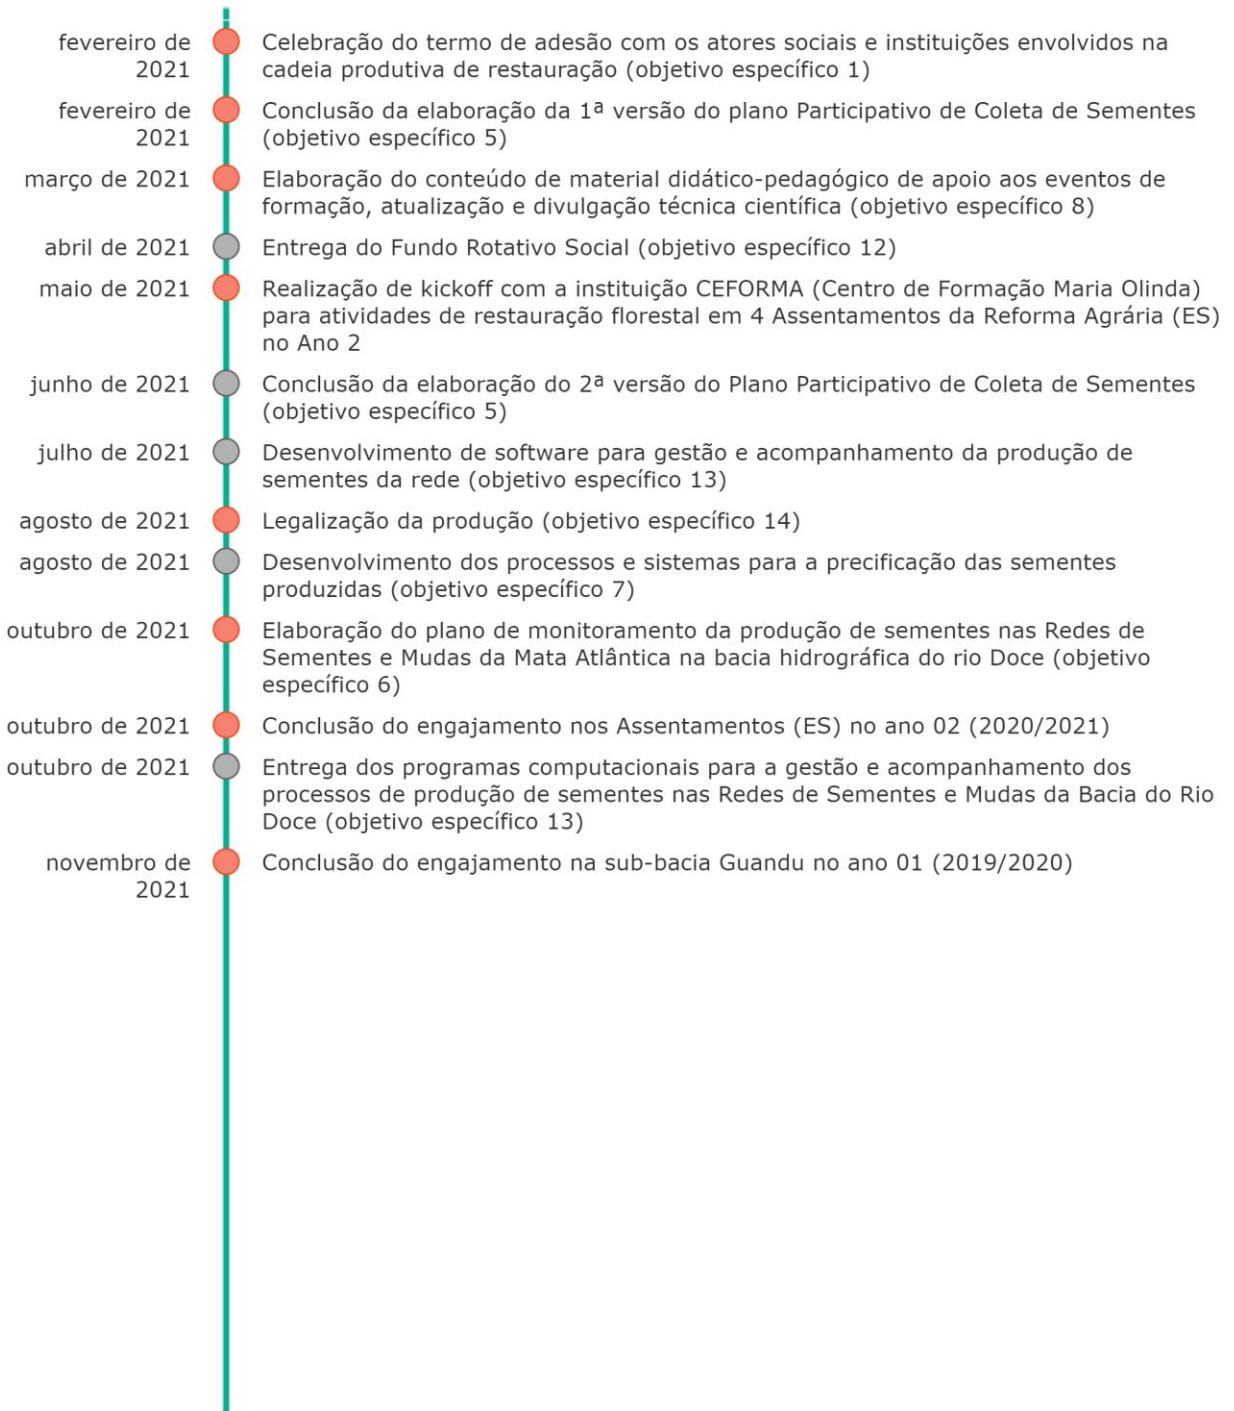 fevereiro de
2021
Celebração do termo de adesão com os atores sociais e instituições envolvidos na
cadeia produtiva de restauração (objetivo específico 1)
fevereiro de
2021
Conclusão da elaboração da 1ª versão do plano Participativo de Coleta de Sementes
(objetivo específico 5)
março de 2021
Elaboração do conteúdo de material didático-pedagógico de apoio aos eventos de
formação, atualização e divulgação técnica científica (objetivo específico 8)
abril de 2021
Entrega do Fundo Rotativo Social (objetivo específico 12)
maio de 2021
Realização de kickoff com a instituição CEFORMA (Centro de Formação Maria Olinda)
para atividades de restauração florestal em 4 Assentamentos da Reforma Agrária (ES)
no Ano 2
junho de 2021
Conclusão da elaboração do 2ª versão do Plano Participativo de Coleta de Sementes
(objetivo específico 5)
julho de 2021
Desenvolvimento de software para gestão e acompanhamento da produção de
sementes da rede (objetivo específico 13)
agosto de 2021
Legalização da produção (objetivo específico 14)
agosto de 2021
Desenvolvimento dos processos e sistemas para a precificação das sementes
produzidas (objetivo específico 7)
outubro de 2021
Elaboração do plano de monitoramento da produção de sementes nas Redes de
Sementes e Mudas da Mata Atlântica na bacia hidrográfica do rio Doce (objetivo
específico 6)
outubro de 2021
Conclusão do engajamento nos Assentamentos (ES) no ano 02 (2020/2021)
outubro de 2021
Entrega dos programas computacionais para a gestão e acompanhamento dos
processos de produção de sementes nas Redes de Sementes e Mudas da Bacia do Rio
Doce (objetivo específico 13)
novembro de
2021
Conclusão do engajamento na sub-bacia Guandu no ano 01 (2019/2020)